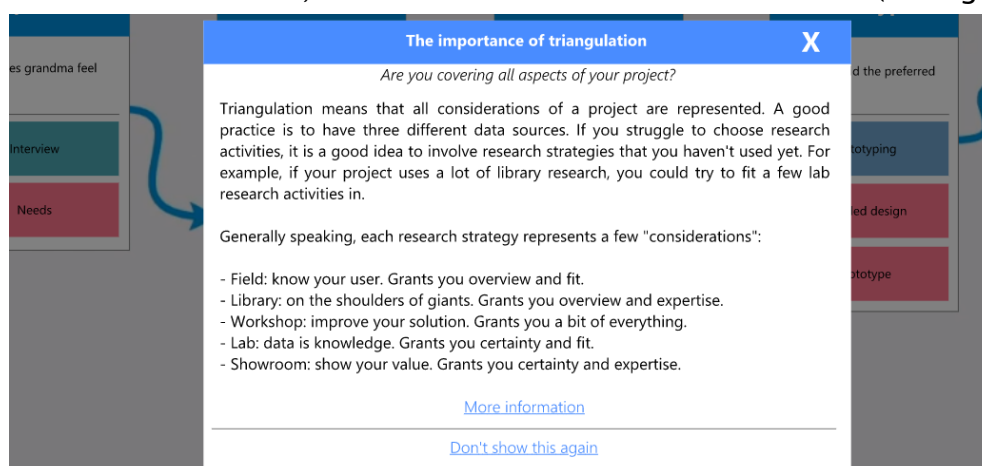 The importance of triangulation
X
Are you covering all aspects of your project?
es grandma feel
d the preferred
Triangulation means that all considerations of a project are represented. A good
practice is to have three different data sources. If you struggle to choose research
activities, it is a good idea to involve research strategies that you haven't used yet. For
example, if your project uses a lot of library research, you could try to fit a few lab
research activities in.
Interview
totyping
Needs
led design
Generally speaking, each research strategy represents a few "considerations":
ototype
- Field: know your user. Grants you overview and fit.
- Library: on the shoulders of giants. Grants you overview and expertise.
- Workshop: improve your solution. Grants you a bit of everything.
- Lab: data is knowledge. Grants you certainty and fit.
- Showroom: show your value. Grants you certainty and expertise.
More information
Don't show this again